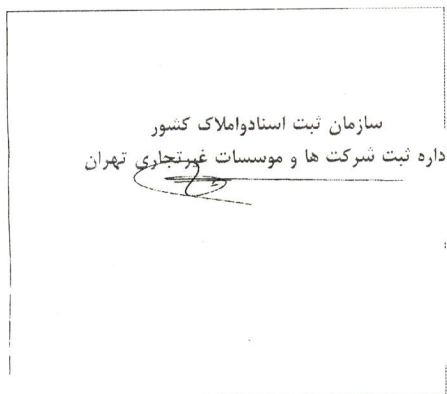 سازمان ثبت اسنادواملاک کشور
داره ثبت شرکت ها و موسسات غیرتجاری تهران